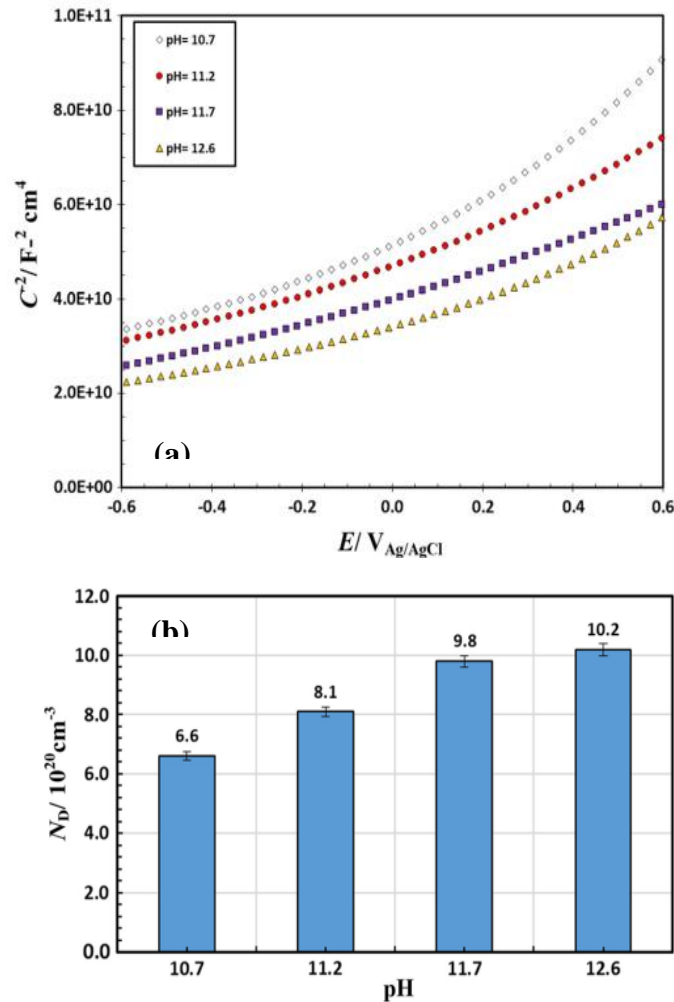 1.0E+11
pH= 10.7
pH= 11.2
8.0E+10
pH= 11.7
pH= 12.6
6.0E+10
C⁻²/ F⁻² cm⁴
4.0E+10
2.0E+10
(a)
0.0E+00
-0.6 -0.4 -0.2 0.0 0.2 0.4 0.6
E/ V Ag/AgCl
12.0
(b)
10.2
9.8
10.0
8.1
8.0
6.6
6.0
N_D/ 10²⁰cm⁻³
4.0
2.0
0.0
10.7 11.2 11.7 12.6
pH